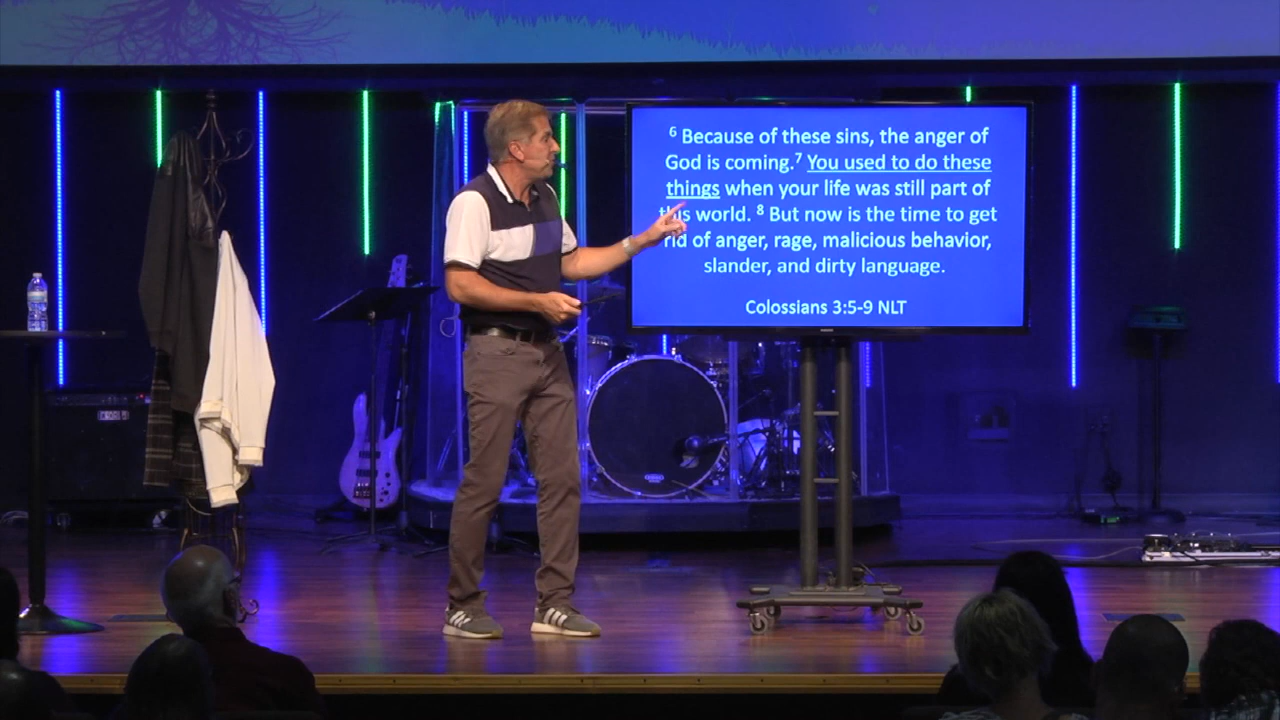 ⁶ Because of these sins, the anger of
God is coming.⁷ You used to do these
things when your life was still part of
this world. ⁸ But now is the time to get
rid of anger, rage, malicious behavior,
slander, and dirty language.
Colossians 3:5-9 NLT